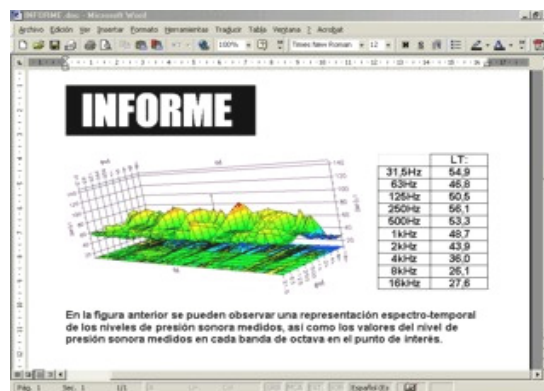 INFORME.doc - Microsoft Word
Archivo Edición Ver Insertar Formato Herramientas Traducir Tabla Ventana ? Acrobat
100% Times New Roman 12
INFORME
LT:
31,5Hz 54,9
63Hz 46,8
125Hz 50,5
250Hz 56,1
500Hz 53,3
1kHz 48,7
2kHz 43,9
4kHz 36,0
8kHz 26,1
16kHz 27,6
En la figura anterior se pueden observar una representación espectro-temporal
de los niveles de presión sonora medidos, así como los valores del nivel de
presión sonora medidos en cada banda de octava en el punto de interés.
Pág. 1 Sec. 1 1/1 Español (Es